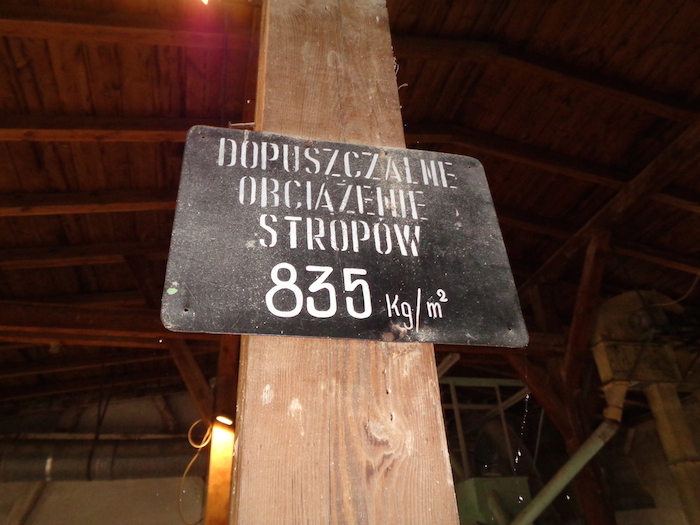 DOPUSZCZALNE
OBCIĄŻENIE
STROPÓW
835 Kg/m²